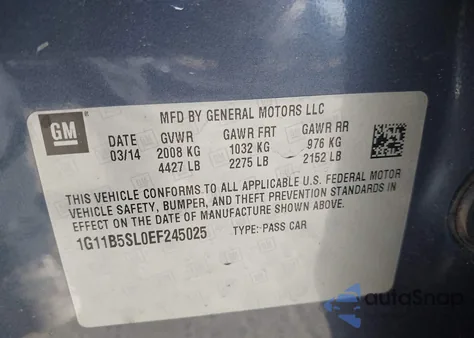 GM
MFD BY GENERAL MOTORS LLC
DATE GVWR GAWR FRT GAWR RR
03/14 2008 KG 1032 KG 976 KG
4427 LB 2275 LB 2152 LB
THIS VEHICLE CONFORMS TO ALL APPLICABLE U.S. FEDERAL MOTOR
VEHICLE SAFETY, BUMPER, AND THEFT PREVENTION STANDARDS IN
EFFECT ON THE DATE OF MANUFACTURE SHOWN ABOVE.
1G11B5SL0EF245025 TYPE: PASS CAR
autoSnap